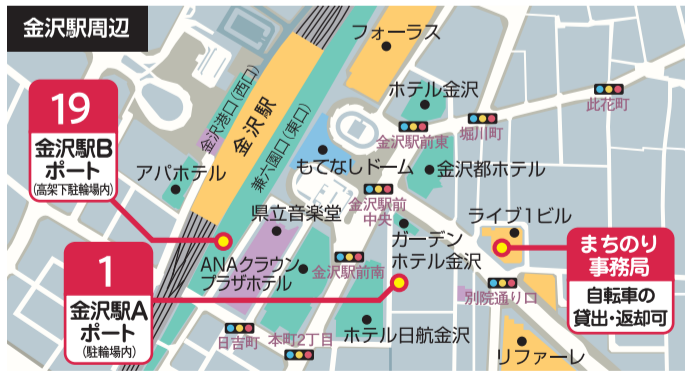 金沢駅周辺
フォーラス
ホテル金沢
此花町
金沢港口(西口)
金沢駅
兼六園口(東口)
金沢駅前東
堀川町
19
金沢駅B
ポート
(高架下駐輪場内)
アパホテル
もてなしドーム
金沢都ホテル
金沢駅前
中央
県立音楽堂
ライブ1ビル
ガーデン
ホテル金沢
まちのり
事務局
自転車の
貸出・返却可
1
金沢駅A
ポート
(駐輪場内)
ANAクラウン
プラザホテル
金沢駅前南
別院通り口
日吉町
本町2丁目
ホテル日航金沢
リファーレ